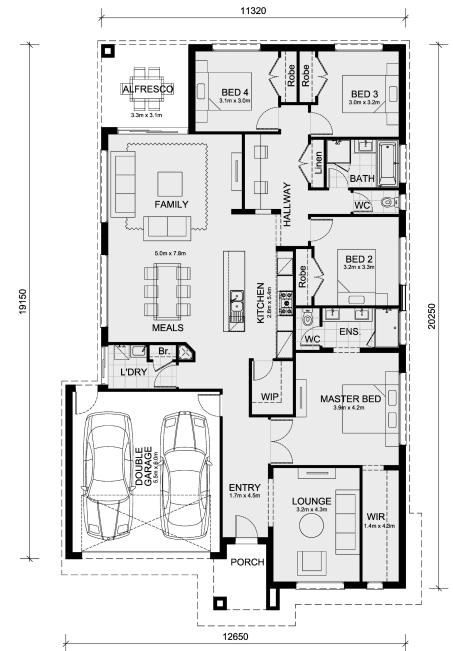 11320
ALFRESCO
3.3m x 3.1m
BED 4
3.1m x 3.0m
Robe
Robe
BED 3
3.0m x 3.2m
Linen
BATH
WC
HALLWAY
FAMILY
5.0m x 7.8m
BED 2
3.2m x 3.3m
Robe
KITCHEN
2.6m x 5.4m
MEALS
19150
20250
WC
ENS.
Br.
L'DRY
WIP
MASTER BED
3.9m x 4.2m
DOUBLE
GARAGE
5.5m x 6.0m
ENTRY
1.7m x 4.5m
LOUNGE
3.2m x 4.3m
WIR
1.4m x 4.3m
PORCH
12650